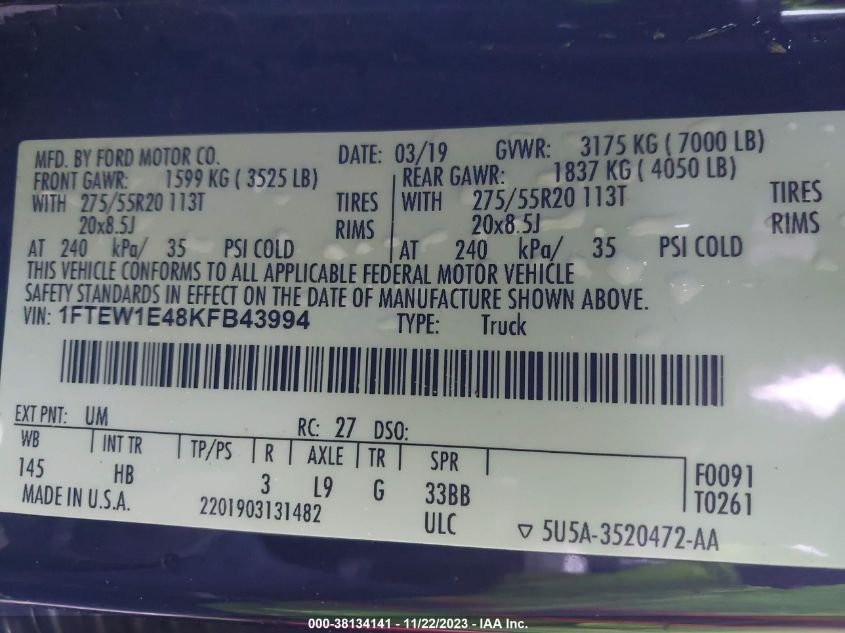 MFD. BY FORD MOTOR CO. DATE: 03/19 GVWR: 3175 KG ( 7000 LB)
FRONT GAWR: 1599 KG ( 3525 LB) REAR GAWR: 1837 KG ( 4050 LB)
WITH 275/55R20 113T TIRES WITH 275/55R20 113T TIRES
20x8.5J RIMS 20x8.5J RIMS
AT 240 kPa/ 35 PSI COLD AT 240 kPa/ 35 PSI COLD
THIS VEHICLE CONFORMS TO ALL APPLICABLE FEDERAL MOTOR VEHICLE
SAFETY STANDARDS IN EFFECT ON THE DATE OF MANUFACTURE SHOWN ABOVE.
VIN: 1FTEW1E48KFB43994 TYPE: Truck
EXT PNT: UM RC: 27 DSO:
WB INT TR TP/PS R AXLE TR SPR
145 HB 3 L9 G 33BB F0091
MADE IN U.S.A. 2201903131482 ULC T0261
▽ 5U5A-3520472-AA
000-38134141 - 11/22/2023 - IAA Inc.